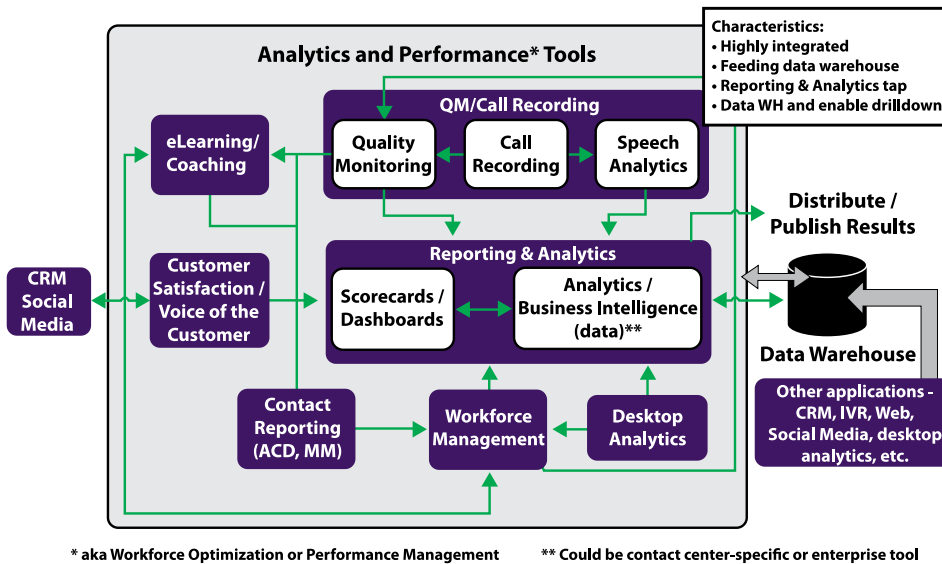 Characteristics:
• Highly integrated
• Feeding data warehouse
• Reporting & Analytics tap
• Data WH and enable drilldown
Analytics and Performance* Tools
QM/Call Recording
Quality
Monitoring
Call
Recording
Speech
Analytics
eLearning/
Coaching
Distribute /
Publish Results
Reporting & Analytics
CRM
Social
Media
Customer
Satisfaction /
Voice of the
Customer
Scorecards /
Dashboards
Analytics /
Business Intelligence
(data)**
Data Warehouse
Contact
Reporting
(ACD, MM)
Workforce
Management
Desktop
Analytics
Other applications -
CRM, IVR, Web,
Social Media, desktop
analytics, etc.
* aka Workforce Optimization or Performance Management
** Could be contact center-specific or enterprise tool